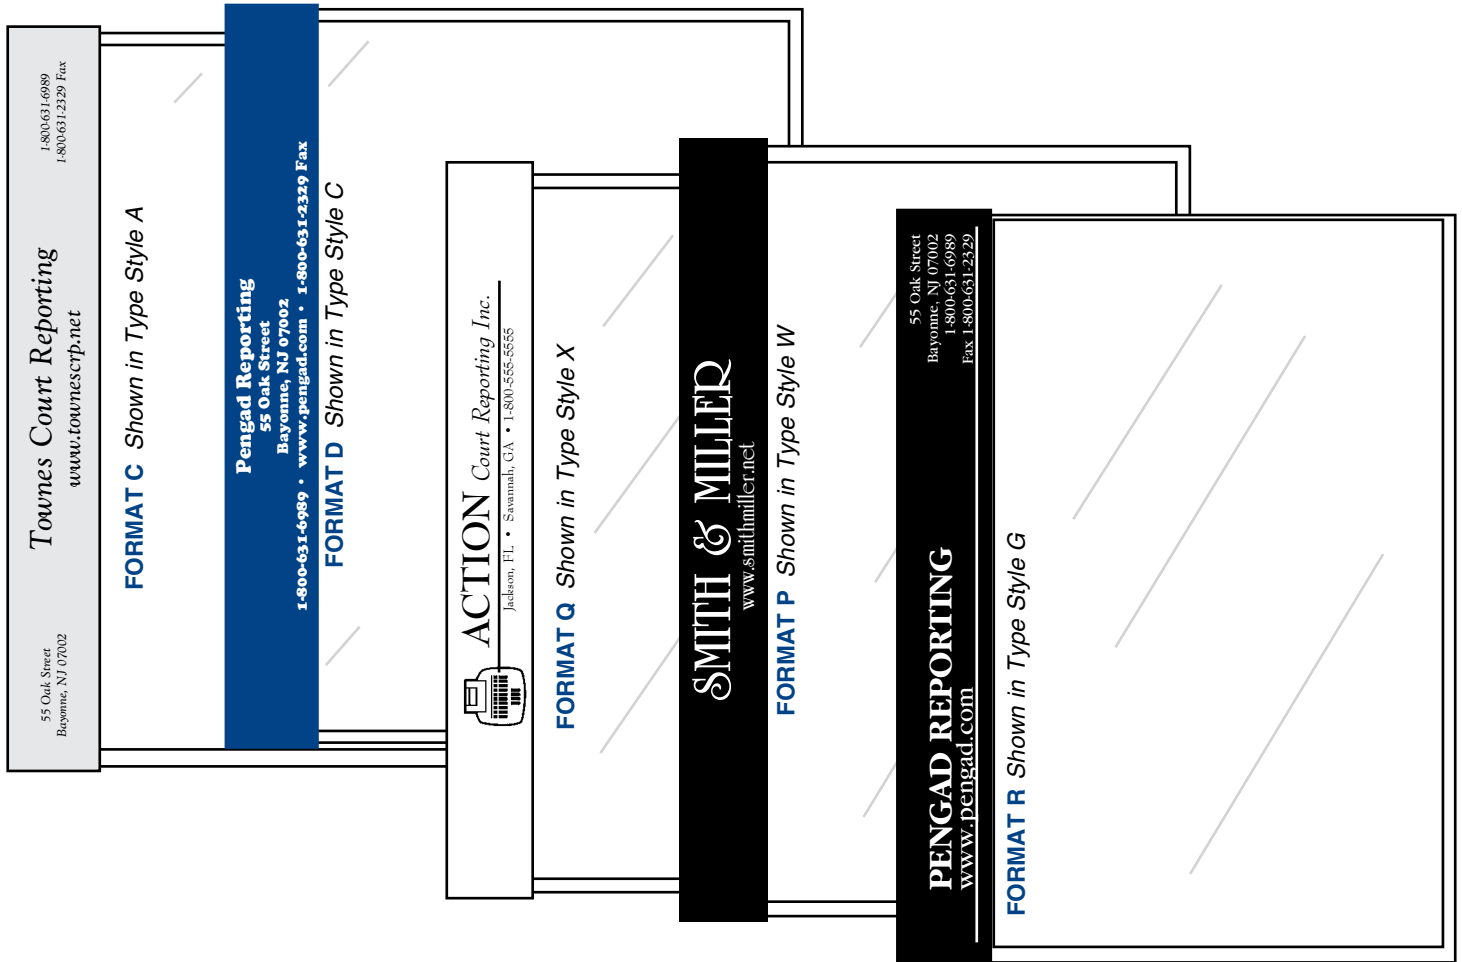 55 Oak Street
Bayonne, NJ 07002
Townes Court Reporting
www.townescrp.net
1-800-631-6989
1-800-631-2329 Fax
FORMAT C Shown in Type Style A
Pengad Reporting
55 Oak Street
Bayonne, NJ 07002
1-800-631-6989 • www.pengad.com • 1-800-631-2329 Fax
FORMAT D Shown in Type Style C
ACTION Court Reporting Inc.
Jackson, FL • Savannah, GA • 1-800-555-5555
FORMAT Q Shown in Type Style X
SMITH & MILLER
www.smithmiller.net
FORMAT P Shown in Type Style W
PENGAD REPORTING
www.pengad.com
55 Oak Street
Bayonne, NJ 07002
1-800-631-6989
Fax 1-800-631-2329
FORMAT R Shown in Type Style G